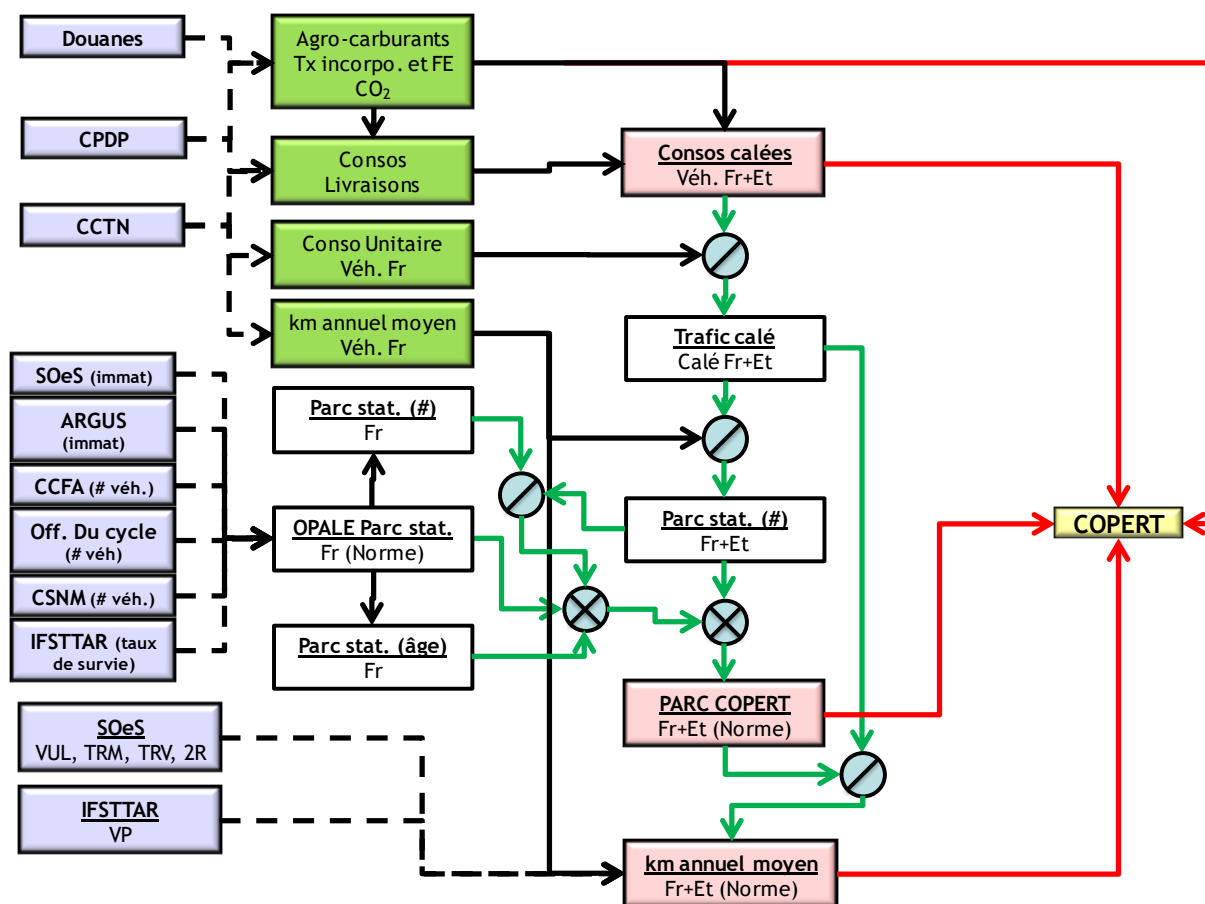 Douanes
CPDP
CCTN
SOeS (immat)
ARGUS
(immat)
CCFA (# véh.)
Off. Du cycle
(# véh)
CSNM (# véh.)
IFSTTAR (taux
de survie)
SOeS
VUL, TRM, TRV, 2R
IFSTTAR
VP
Agro-carburants
Tx incorpo. et FE
CO₂
Consos
Livraisons
Conso Unitaire
Véh. Fr
km annuel moyen
Véh. Fr
Parc stat. (#)
Fr
OPALE Parc stat.
Fr (Norme)
Parc stat. (âge)
Fr
Consos calées
Véh. Fr+Et
Trafic calé
Calé Fr+Et
Parc stat. (#)
Fr+Et
PARC COPERT
Fr+Et (Norme)
km annuel moyen
Fr+Et (Norme)
COPERT